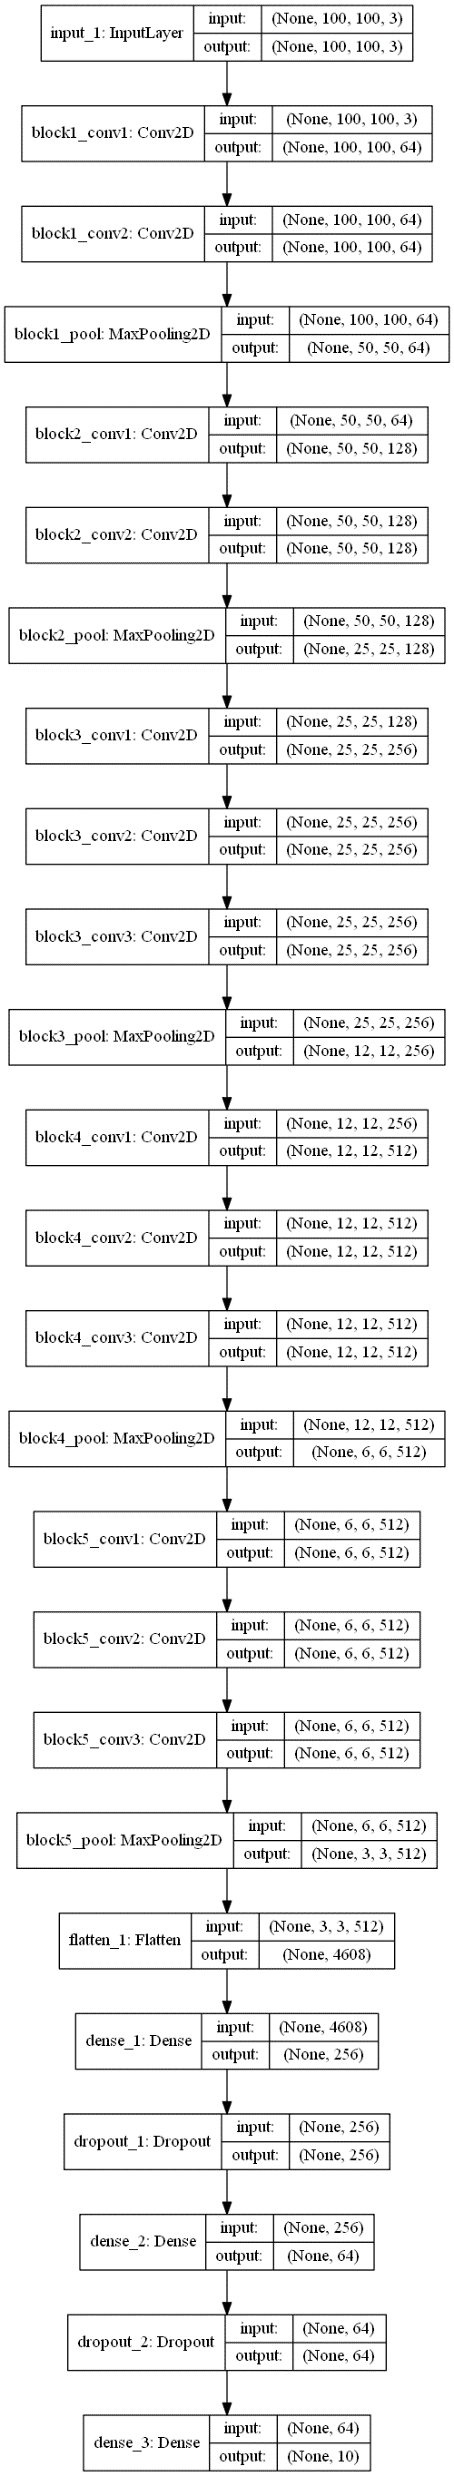 input_1: InputLayer input: (None, 100, 100, 3)
output: (None, 100, 100, 3)
block1_conv1: Conv2D input: (None, 100, 100, 3)
output: (None, 100, 100, 64)
block1_conv2: Conv2D input: (None, 100, 100, 64)
output: (None, 100, 100, 64)
block1_pool: MaxPooling2D input: (None, 100, 100, 64)
output: (None, 50, 50, 64)
block2_conv1: Conv2D input: (None, 50, 50, 64)
output: (None, 50, 50, 128)
block2_conv2: Conv2D input: (None, 50, 50, 128)
output: (None, 50, 50, 128)
block2_pool: MaxPooling2D input: (None, 50, 50, 128)
output: (None, 25, 25, 128)
block3_conv1: Conv2D input: (None, 25, 25, 128)
output: (None, 25, 25, 256)
block3_conv2: Conv2D input: (None, 25, 25, 256)
output: (None, 25, 25, 256)
block3_conv3: Conv2D input: (None, 25, 25, 256)
output: (None, 25, 25, 256)
block3_pool: MaxPooling2D input: (None, 25, 25, 256)
output: (None, 12, 12, 256)
block4_conv1: Conv2D input: (None, 12, 12, 256)
output: (None, 12, 12, 512)
block4_conv2: Conv2D input: (None, 12, 12, 512)
output: (None, 12, 12, 512)
block4_conv3: Conv2D input: (None, 12, 12, 512)
output: (None, 12, 12, 512)
block4_pool: MaxPooling2D input: (None, 12, 12, 512)
output: (None, 6, 6, 512)
block5_conv1: Conv2D input: (None, 6, 6, 512)
output: (None, 6, 6, 512)
block5_conv2: Conv2D input: (None, 6, 6, 512)
output: (None, 6, 6, 512)
block5_conv3: Conv2D input: (None, 6, 6, 512)
output: (None, 6, 6, 512)
block5_pool: MaxPooling2D input: (None, 6, 6, 512)
output: (None, 3, 3, 512)
flatten_1: Flatten input: (None, 3, 3, 512)
output: (None, 4608)
dense_1: Dense input: (None, 4608)
output: (None, 256)
dropout_1: Dropout input: (None, 256)
output: (None, 256)
dense_2: Dense input: (None, 256)
output: (None, 64)
dropout_2: Dropout input: (None, 64)
output: (None, 64)
dense_3: Dense input: (None, 64)
output: (None, 10)